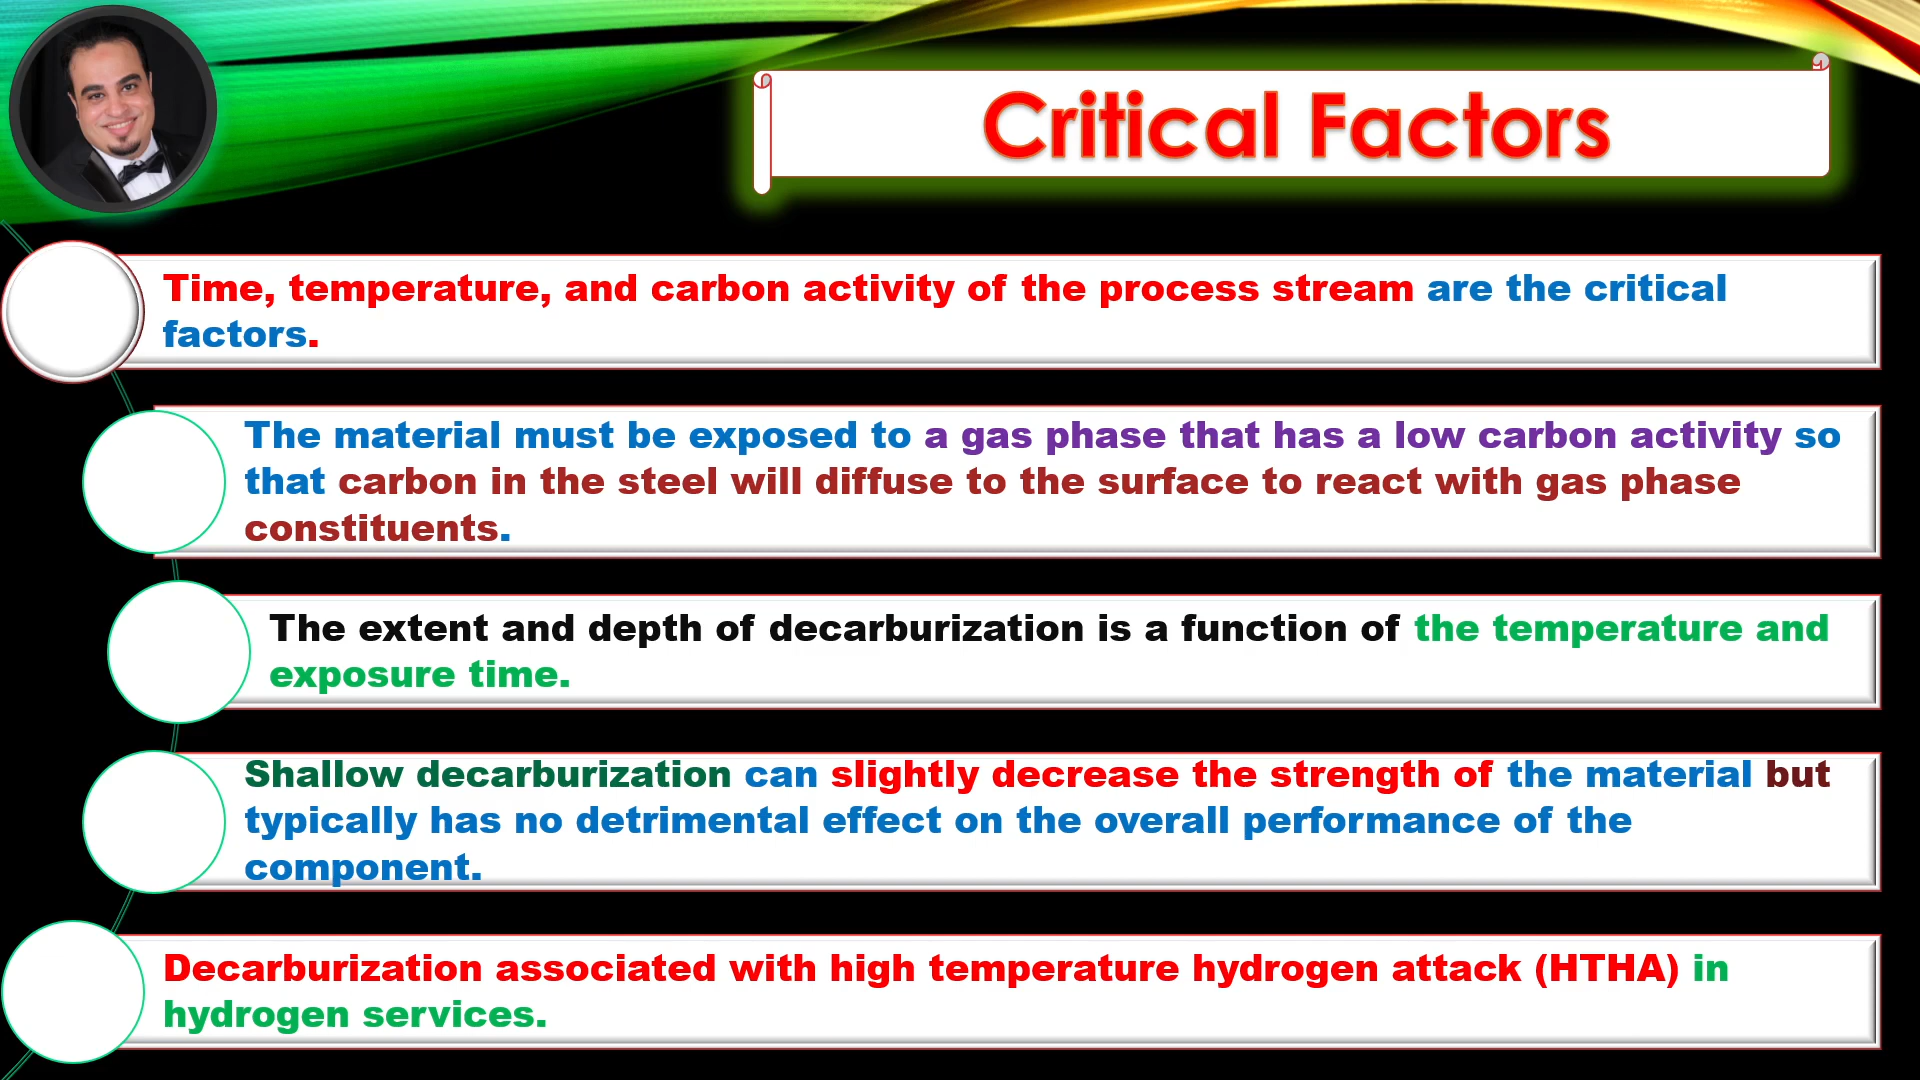 Critical Factors
Time, temperature, and carbon activity of the process stream are the critical
factors.
The material must be exposed to a gas phase that has a low carbon activity so
that carbon in the steel will diffuse to the surface to react with gas phase
constituents.
The extent and depth of decarburization is a function of the temperature and
exposure time.
Shallow decarburization can slightly decrease the strength of the material but
typically has no detrimental effect on the overall performance of the
component.
Decarburization associated with high temperature hydrogen attack (HTHA) in
hydrogen services.